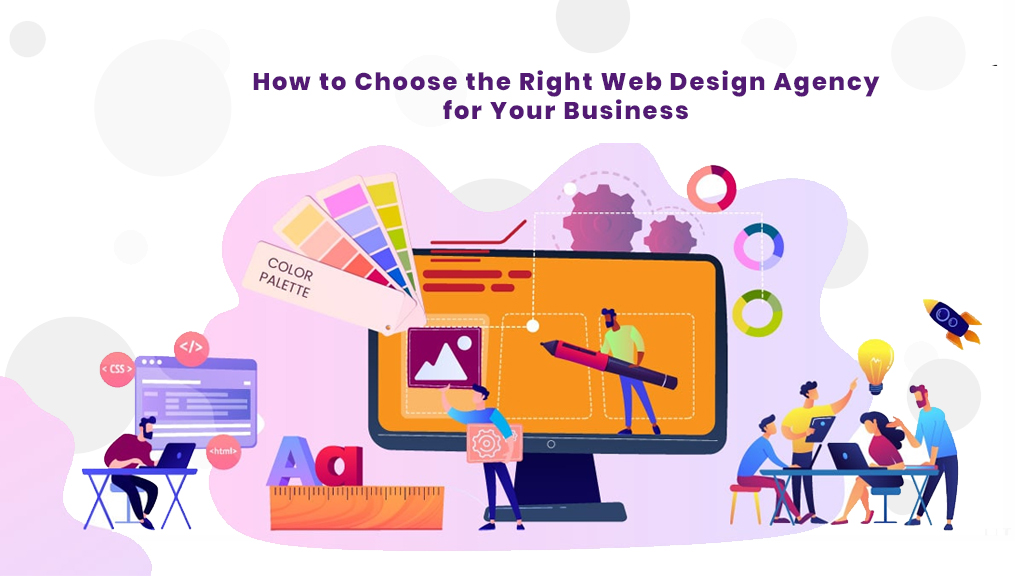 How to Choose the Right Web Design Agency
for Your Business
COLOR
PALETTE
</>
< CSS >
<html>
Aa